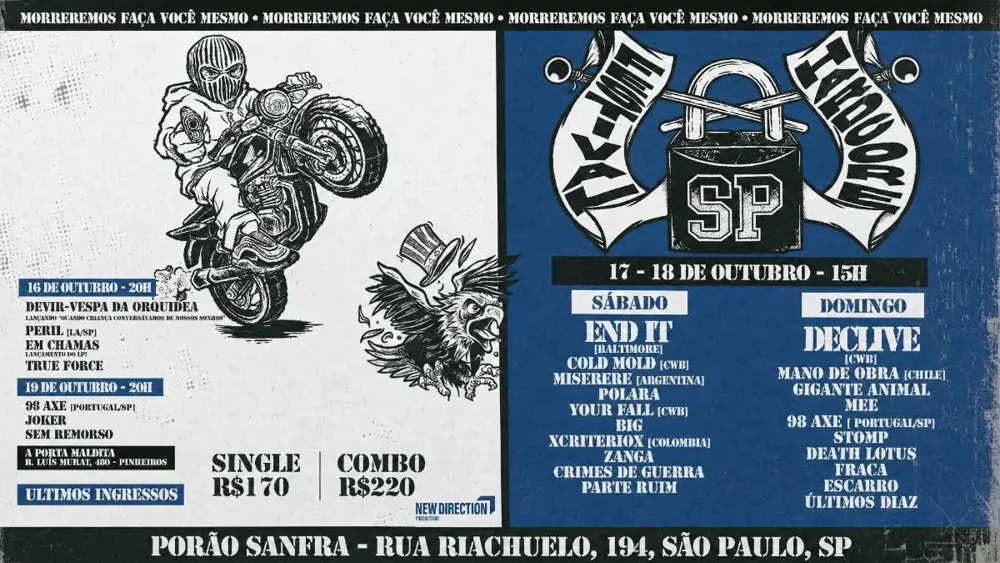 MORREREMOS FAÇA VOCÊ MESMO • MORREREMOS FAÇA VOCÊ MESMO • MORREREMOS FAÇA VOCÊ MESMO • MORREREMOS FAÇA VOCÊ MESMO
16 DE OUTUBRO - 20H
DEVIR-VESPA DA ORQUIDEA
LANÇANDO "QUANDO CRIANÇA CONVERSÁVAMOS DE NOSSOS SONHOS"
PERIL [LA/SP]
EM CHAMAS
LANÇAMENTO DO LP!
TRUE FORCE
19 DE OUTUBRO - 20H
98 AXE [PORTUGAL/SP]
JOKER
SEM REMORSO
A PORTA MALDITA
R. LUÍS MURAT, 480 - PINHEIROS
ULTIMOS INGRESSOS
SINGLE
R$170
COMBO
R$220
NEW DIRECTION
PRODUCTIONS
FESTIVAL
TANDOORE
SP
17 - 18 DE OUTUBRO - 15H
SÁBADO
END IT
[BALTIMORE]
COLD MOLD [CWB]
MISERERE [ARGENTINA]
POLARA
YOUR FALL [CWB]
BIG
XCRITERIOX [COLOMBIA]
ZANGA
CRIMES DE GUERRA
PARTE RUIM
DOMINGO
DECLIVE
[CWB]
MANO DE OBRA [CHILE]
GIGANTE ANIMAL
MEE
98 AXE [ PORTUGAL/SP]
STOMP
DEATH LOTUS
FRACA
ESCARRO
ÚLTIMOS DIAZ
PORÃO SANFRA - RUA RIACHUELO, 194, SÃO PAULO, SP